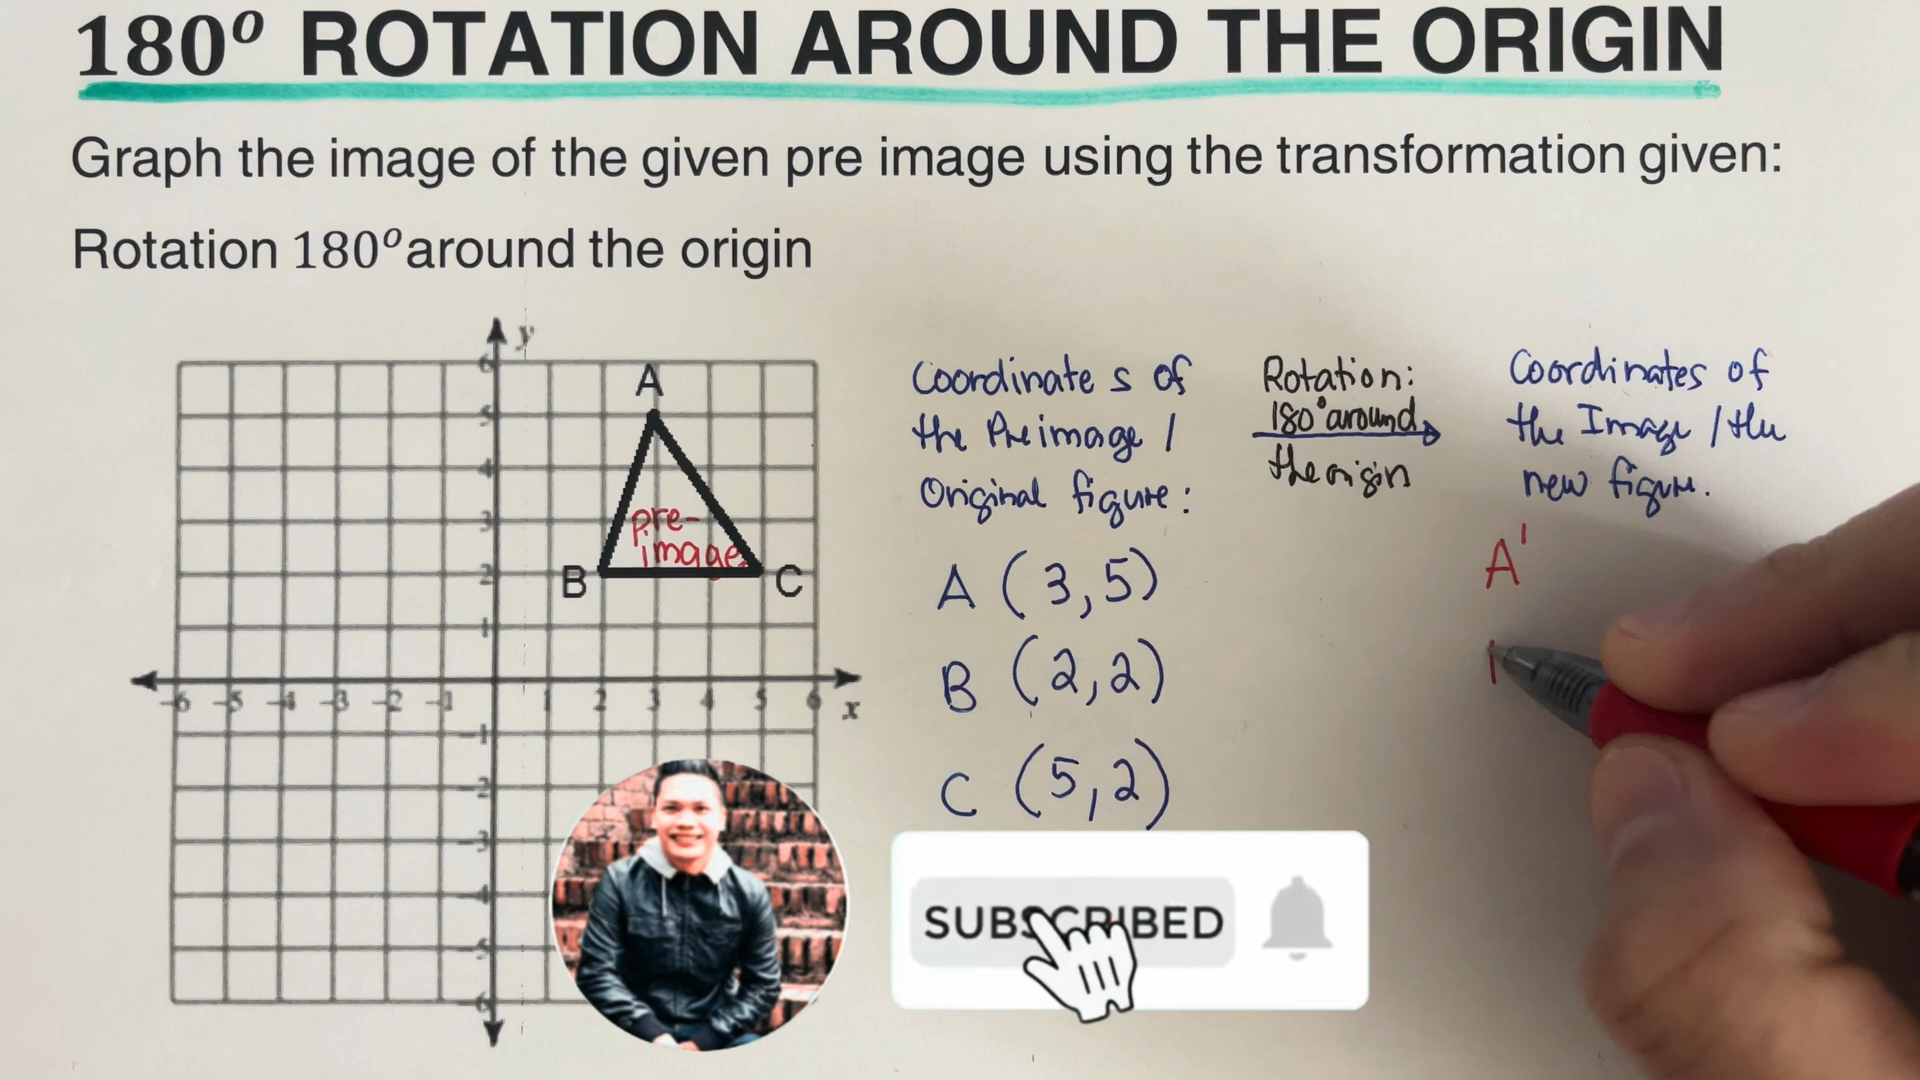 180° ROTATION AROUND THE ORIGIN
Graph the image of the given pre image using the transformation given:
Rotation 180° around the origin
y
6
A
5
4
3
pre-
image
B
2
C
1
-6 -5 -4 -3 -2 -1 1 2 3 4 5 6
x
-1
-2
-3
-4
-5
-6
Coordinate s of
the Preimage /
Original figure:
A (3,5)
B (2,2)
C (5,2)
Rotation:
180° around
the origin
Coordinates of
the Image / the
new figure.
A'
SUBSCRIBED